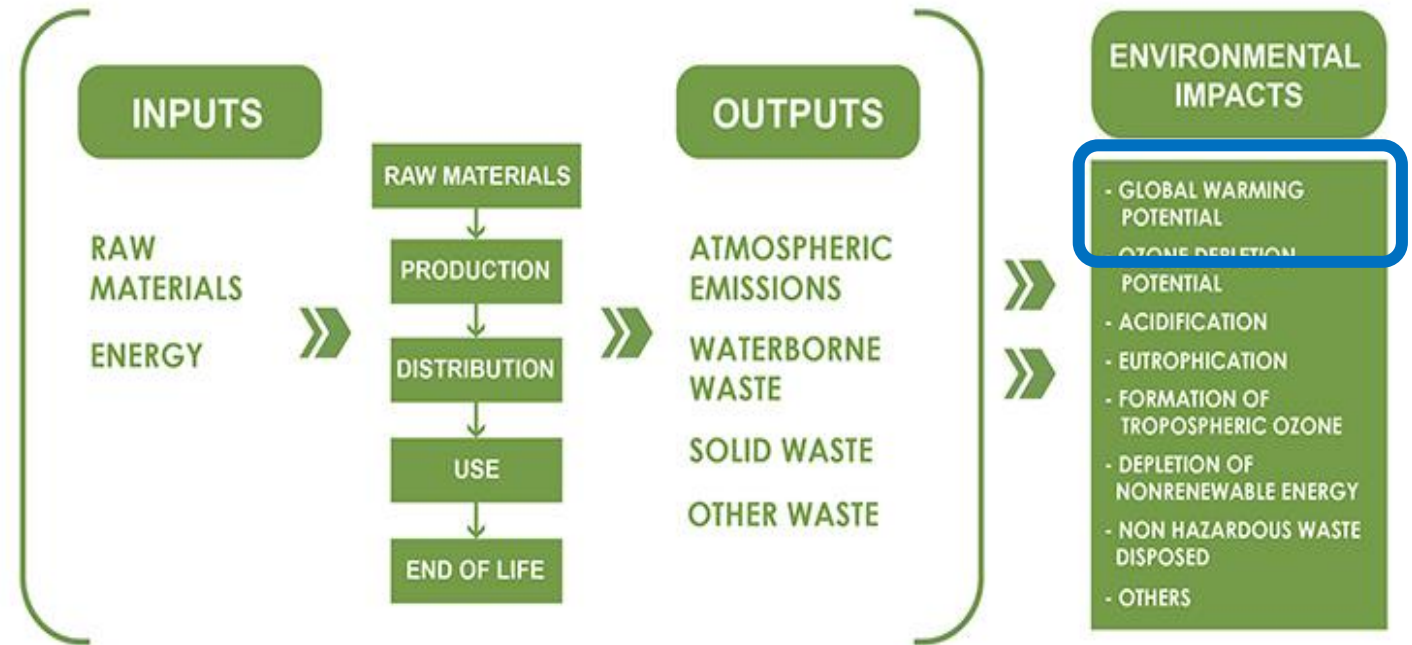 INPUTS
RAW
MATERIALS
ENERGY
RAW MATERIALS
PRODUCTION
DISTRIBUTION
USE
END OF LIFE
OUTPUTS
ATMOSPHERIC
EMISSIONS
WATERBORNE
WASTE
SOLID WASTE
OTHER WASTE
ENVIRONMENTAL
IMPACTS
- GLOBAL WARMING
POTENTIAL
- OZONE DEPLETION
POTENTIAL
- ACIDIFICATION
- EUTROPHICATION
- FORMATION OF
TROPOSPHERIC OZONE
- DEPLETION OF
NONRENEWABLE ENERGY
- NON HAZARDOUS WASTE
DISPOSED
- OTHERS